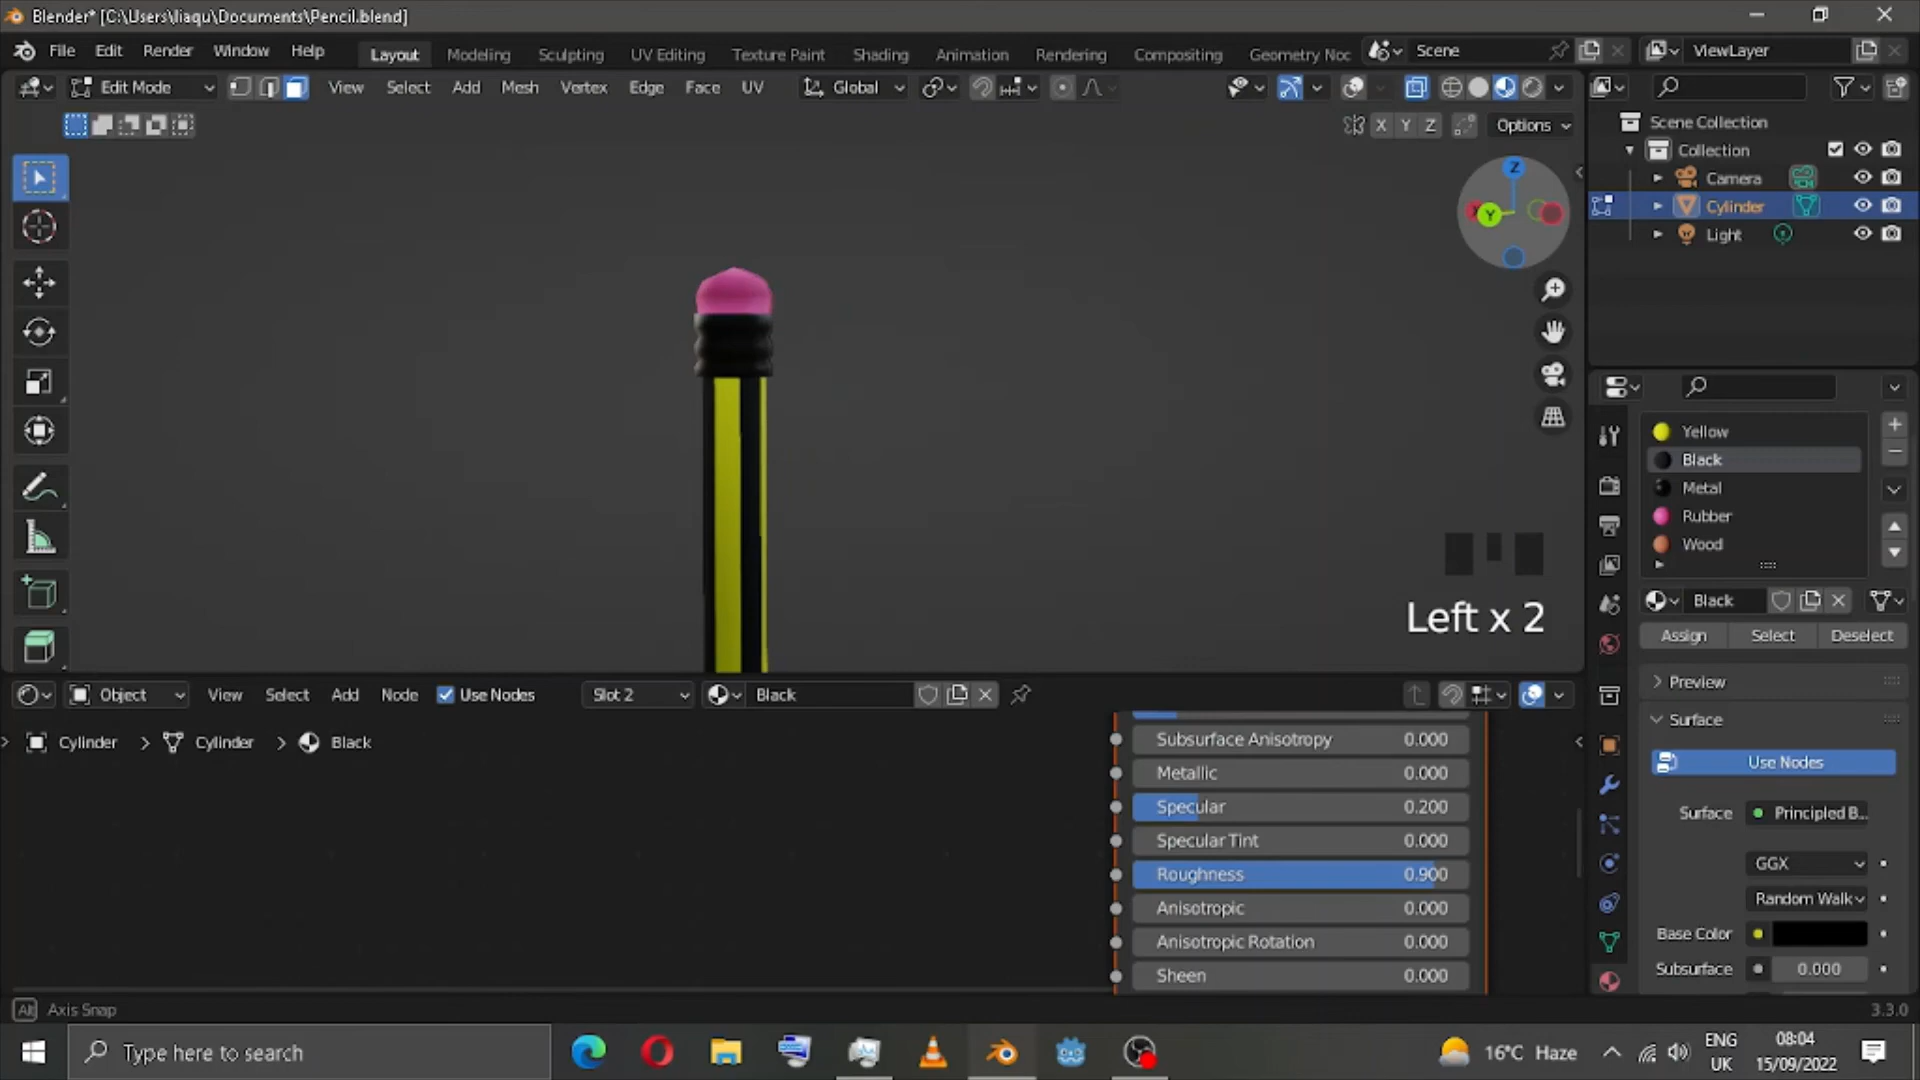 Blender* [C:\Users\liaqu\Documents\Pencil.blend]
File Edit Render Window Help Layout Modeling Sculpting UV Editing Texture Paint Shading Animation Rendering Compositing Geometry Noc Scene ViewLayer
Edit Mode View Select Add Mesh Vertex Edge Face UV Global
X Y Z Options
Scene Collection
Collection
Camera
Cylinder
Light
Z
Y
Yellow
Black
Metal
Rubber
Wood
Left x 2
Black
Assign Select Deselect
Preview
Surface
Use Nodes
Surface Principled B...
GGX
Random Walk
Base Color
Subsurface 0.000
Object View Select Add Node Use Nodes Slot 2 Black
Cylinder > Cylinder > Black
Subsurface Anisotropy 0.000
Metallic 0.000
Specular 0.200
Specular Tint 0.000
Roughness 0.900
Anisotropic 0.000
Anisotropic Rotation 0.000
Sheen 0.000
Alt Axis Snap 3.3.0
Type here to search
16°C Haze
ENG
UK
08:04
15/09/2022